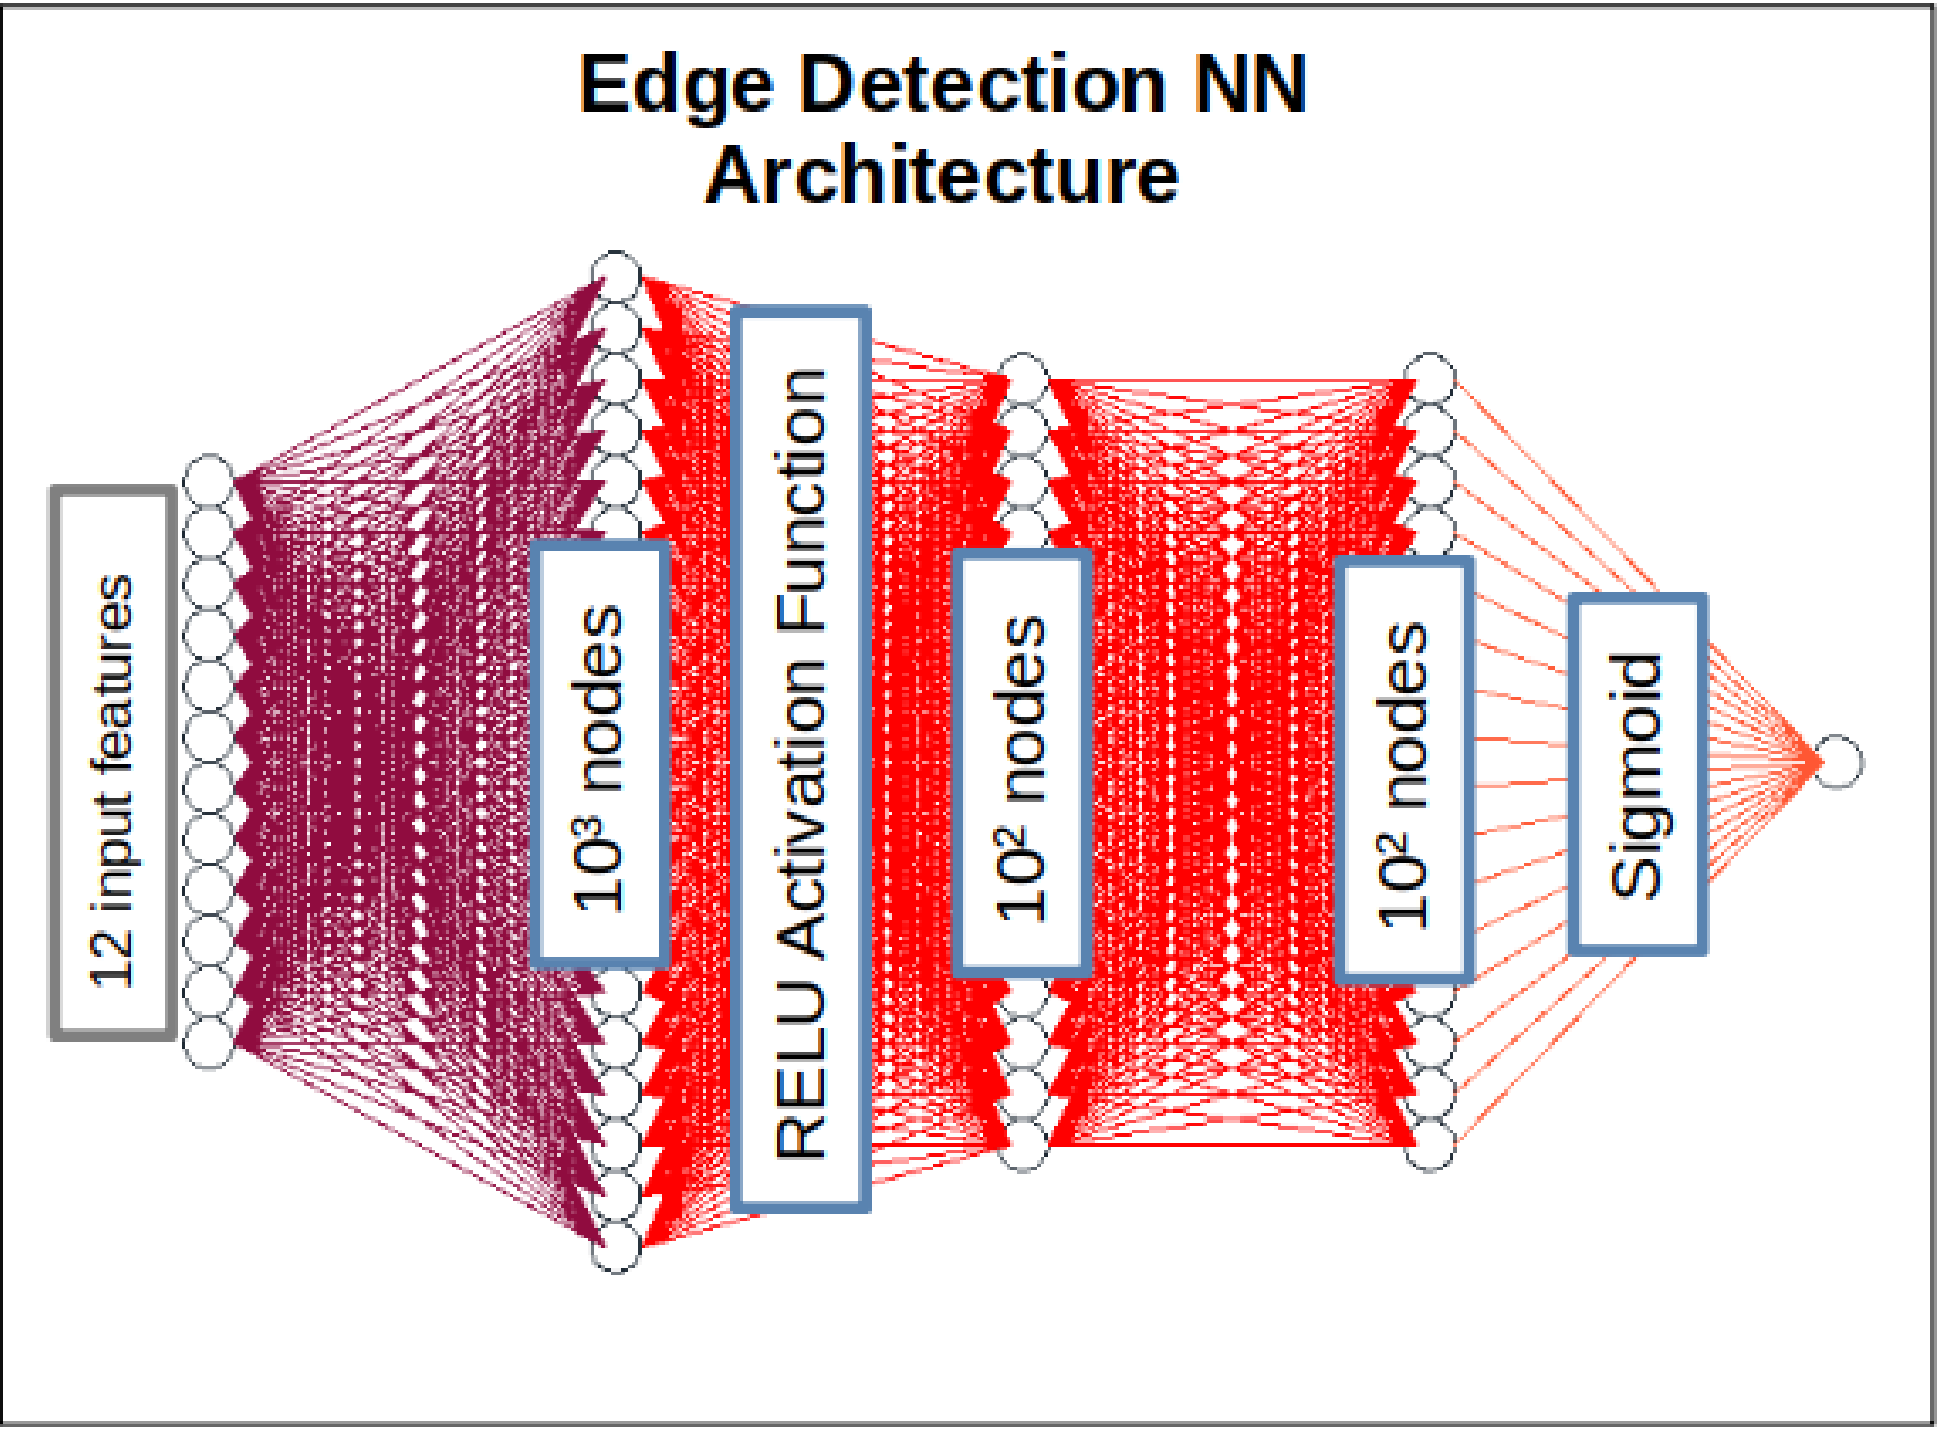 Edge Detection NN
Architecture
12 input features
10³ nodes
RELU Activation Function
10² nodes
10² nodes
Sigmoid